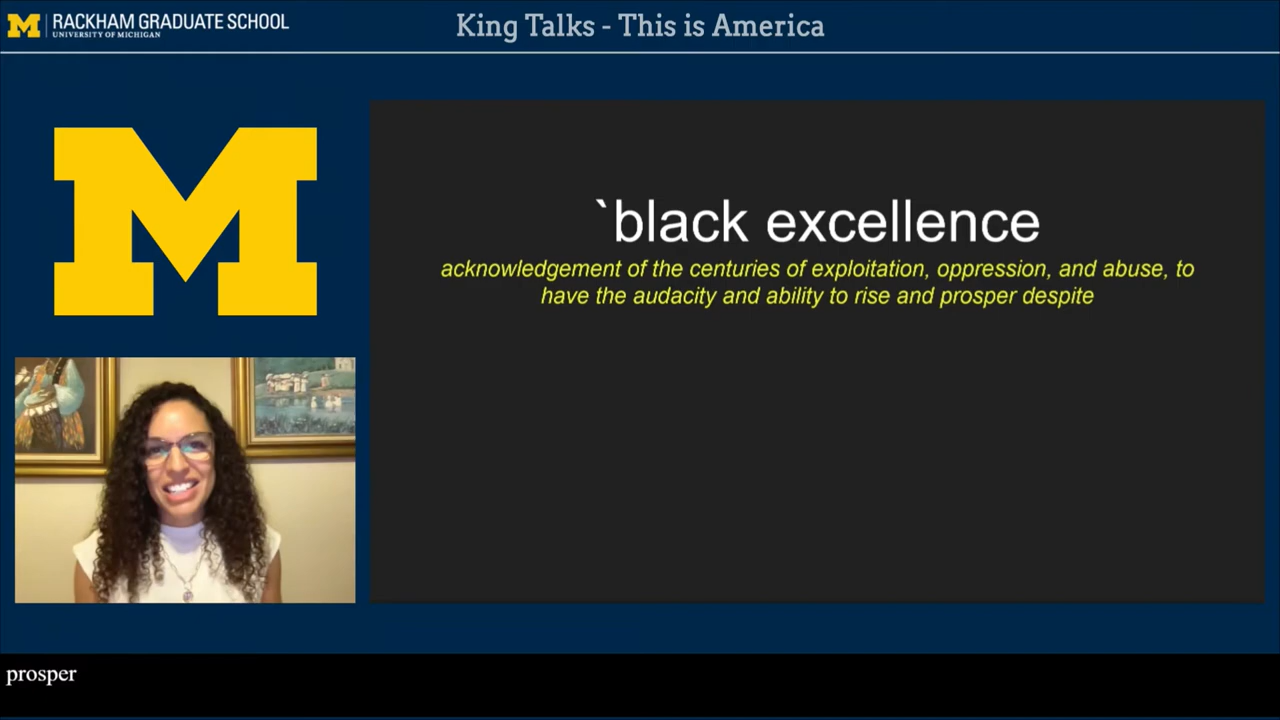 M RACKHAM GRADUATE SCHOOL
UNIVERSITY OF MICHIGAN
King Talks - This is America
M
`black excellence
acknowledgement of the centuries of exploitation, oppression, and abuse, to
have the audacity and ability to rise and prosper despite
prosper